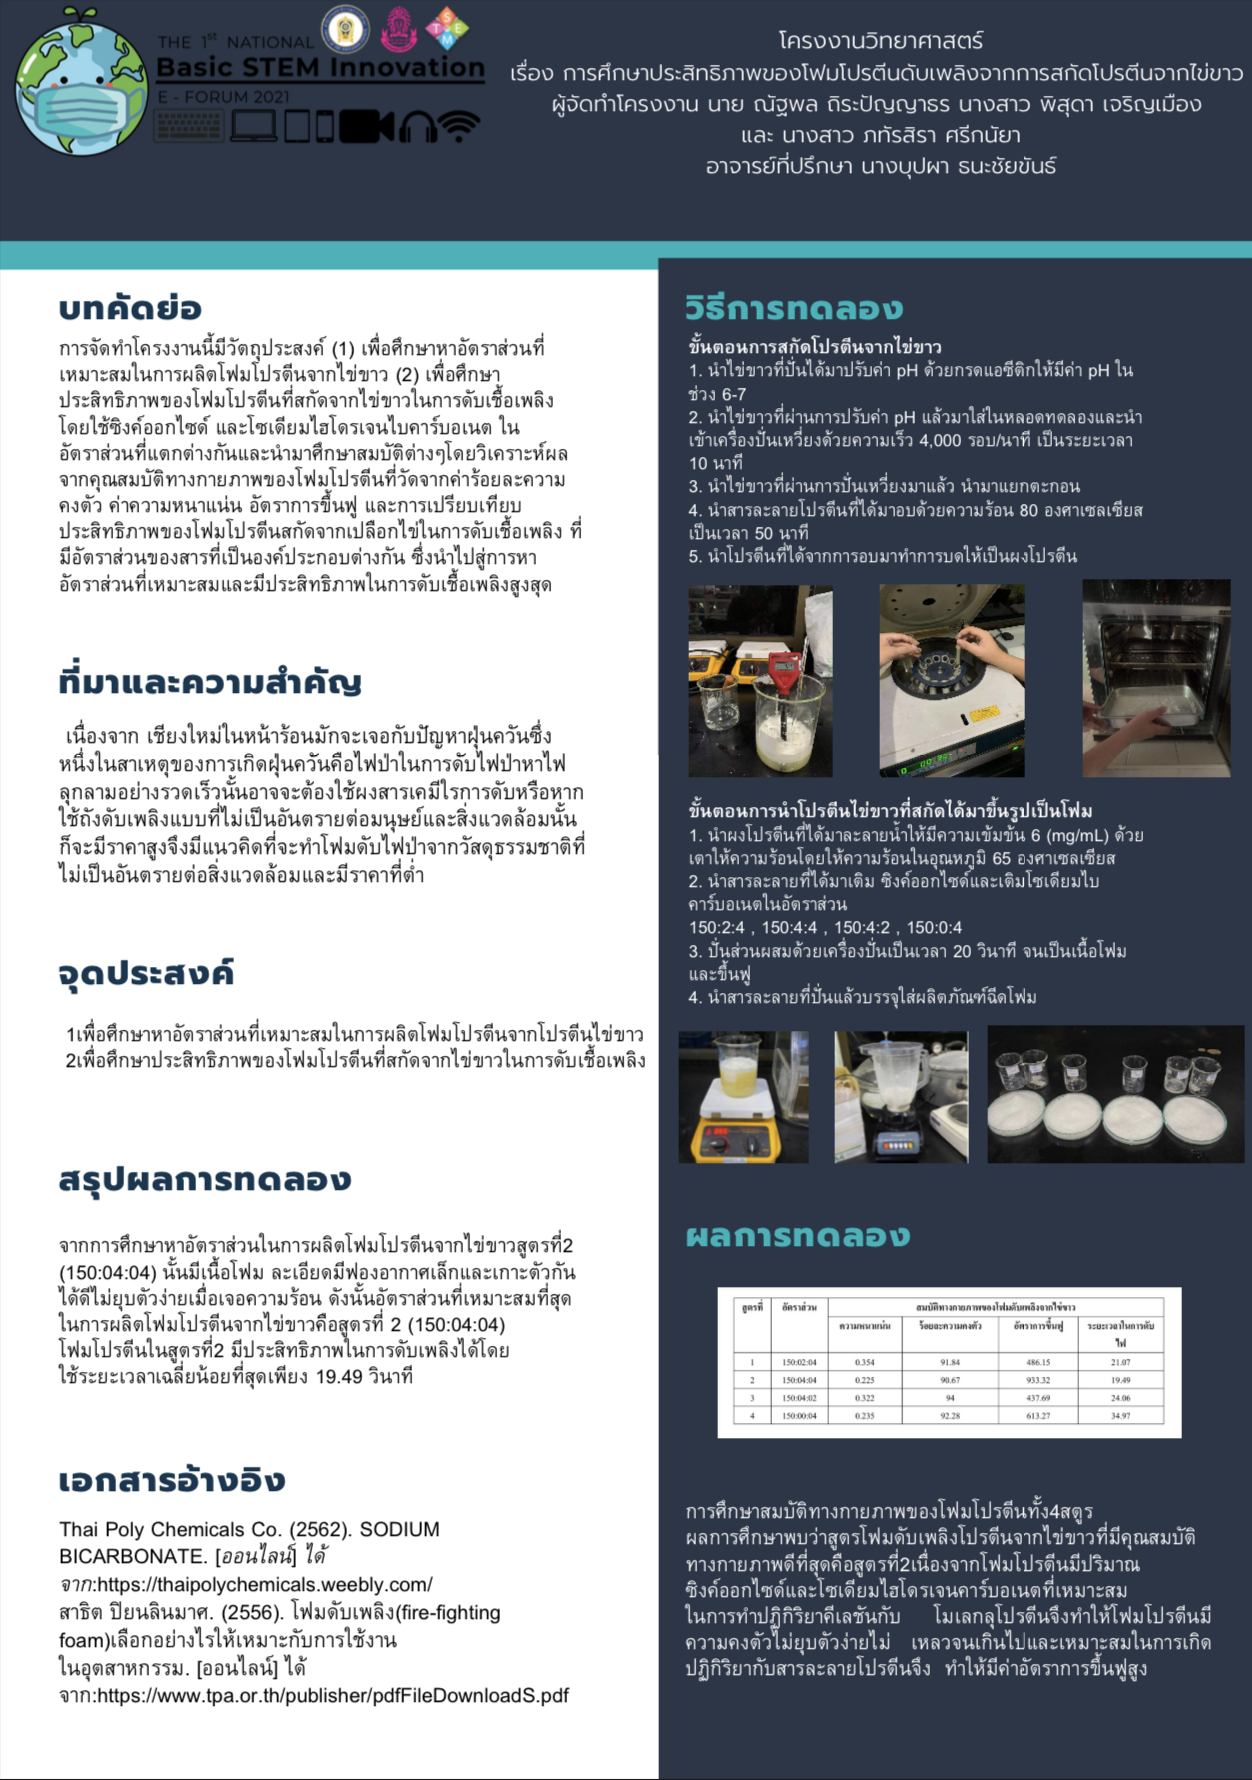 THE 1st NATIONAL
Basic STEM Innovation
E - FORUM 2021
S
T E
M
โครงงานวิทยาศาสตร์
เรื่อง การศึกษาประสิทธิภาพของโฟมโปรตีนดับเพลิงจากการสกัดโปรตีนจากไข่ขาว
ผู้จัดทำโครงงาน นาย ณัฐพล ถิระปัญญาธร นางสาว พิสุดา เจริญเมือง
และ นางสาว ภทัรสิรา ศรีกนัยา
อาจารย์ที่ปรึกษา นางบุปผา ธนะชัยขันธ์
บทคัดย่อ
การจัดทำโครงงานนี้มีวัตถุประสงค์ (1) เพื่อศึกษาหาอัตราส่วนที่
เหมาะสมในการผลิตโฟมโปรตีนจากไข่ขาว (2) เพื่อศึกษา
ประสิทธิภาพของโฟมโปรตีนที่สกัดจากไข่ขาวในการดับเชื้อเพลิง
โดยใช้ซิงค์ออกไซด์ และโซเดียมไฮโดรเจนไบคาร์บอเนต ใน
อัตราส่วนที่แตกต่างกันและนำมาศึกษาสมบัติต่างๆโดยวิเคราะห์ผล
จากคุณสมบัติทางกายภาพของโฟมโปรตีนที่วัดจากค่าร้อยละความ
คงตัว ค่าความหนาแน่น อัตราการขึ้นฟู และการเปรียบเทียบ
ประสิทธิภาพของโฟมโปรตีนสกัดจากเปลือกไข่ในการดับเชื้อเพลิง ที่
มีอัตราส่วนของสารที่เป็นองค์ประกอบต่างกัน ซึ่งนำไปสู่การหา
อัตราส่วนที่เหมาะสมและมีประสิทธิภาพในการดับเชื้อเพลิงสูงสุด
ที่มาและความสำคัญ
เนื่องจาก เชียงใหม่ในหน้าร้อนมักจะเจอกับปัญหาฝุ่นควันซึ่ง
หนึ่งในสาเหตุของการเกิดฝุ่นควันคือไฟป่าในการดับไฟป่าหาไฟ
ลุกลามอย่างรวดเร็วนั้นอาจจะต้องใช้ผงสารเคมีไรการดับหรือหาก
ใช้ถังดับเพลิงแบบที่ไม่เป็นอันตรายต่อมนุษย์และสิ่งแวดล้อมนั้น
ก็จะมีราคาสูงจึงมีแนวคิดที่จะทำโฟมดับไฟป่าจากวัสดุธรรมชาติที่
ไม่เป็นอันตรายต่อสิ่งแวดล้อมและมีราคาที่ต่ำ
จุดประสงค์
1เพื่อศึกษาหาอัตราส่วนที่เหมาะสมในการผลิตโฟมโปรตีนจากโปรตีนไข่ขาว
2เพื่อศึกษาประสิทธิภาพของโฟมโปรตีนที่สกัดจากไข่ขาวในการดับเชื้อเพลิง
สรุปผลการทดลอง
จากการศึกษาหาอัตราส่วนในการผลิตโฟมโปรตีนจากไข่ขาวสูตรที่2
(150:04:04) นั้นมีเนื้อโฟม ละเอียดมีฟองอากาศเล็กและเกาะตัวกัน
ได้ดีไม่ยุบตัวง่ายเมื่อเจอความร้อน ดังนั้นอัตราส่วนที่เหมาะสมที่สุด
ในการผลิตโฟมโปรตีนจากไข่ขาวคือสูตรที่ 2 (150:04:04)
โฟมโปรตีนในสูตรที่2 มีประสิทธิภาพในการดับเพลิงได้โดย
ใช้ระยะเวลาเฉลี่ยน้อยที่สุดเพียง 19.49 วินาที
เอกสารอ้างอิง
Thai Poly Chemicals Co. (2562). SODIUM
BICARBONATE. [ออนไลน์] ได้
จาก:https://thaipolychemicals.weebly.com/
สาธิต ปิยนลินมาศ. (2556). โฟมดับเพลิง(fire-fighting
foam)เลือกอย่างไรให้เหมาะกับการใช้งาน
ในอุตสาหกรรม. [ออนไลน์] ได้
จาก:https://www.tpa.or.th/publisher/pdfFileDownloadS.pdf
วิธีการทดลอง
ขั้นตอนการสกัดโปรตีนจากไข่ขาว
1. นำไข่ขาวที่ปั่นได้มาปรับค่า pH ด้วยกรดแอซีติกให้มีค่า pH ใน
ช่วง 6-7
2. นำไข่ขาวที่ผ่านการปรับค่า pH แล้วมาใส่ในหลอดทดลองและนำ
เข้าเครื่องปั่นเหวี่ยงด้วยความเร็ว 4,000 รอบ/นาที เป็นระยะเวลา
10 นาที
3. นำไข่ขาวที่ผ่านการปั่นเหวี่ยงมาแล้ว นำมาแยกตะกอน
4. นำสารละลายโปรตีนที่ได้มาอบด้วยความร้อน 80 องศาเซลเซียส
เป็นเวลา 50 นาที
5. นำโปรตีนที่ได้จากการอบมาทำการบดให้เป็นผงโปรตีน
ขั้นตอนการนำโปรตีนไข่ขาวที่สกัดได้มาขึ้นรูปเป็นโฟม
1. นำผงโปรตีนที่ได้มาละลายน้ำให้มีความเข้มข้น 6 (mg/mL) ด้วย
เตาให้ความร้อนโดยให้ความร้อนในอุณหภูมิ 65 องศาเซลเซียส
2. นำสารละลายที่ได้มาเติม ซิงค์ออกไซด์และเติมโซเดียมไบ
คาร์บอเนตในอัตราส่วน
150:2:4 , 150:4:4 , 150:4:2 , 150:0:4
3. ปั่นส่วนผสมด้วยเครื่องปั่นเป็นเวลา 20 วินาที จนเป็นเนื้อโฟม
และขึ้นฟู
4. นำสารละลายที่ปั่นแล้วบรรจุใส่ผลิตภัณฑ์ฉีดโฟม
ผลการทดลอง
สูตรที่ อัตราส่วน สมบัติทางกายภาพของโฟมดับเพลิงจากไข่ขาว
ความหนาแน่น ร้อยละความคงตัว อัตราการขึ้นฟู ระยะเวลาในการดับ
ไฟ
1 150:02:04 0.354 91.84 486.15 21.07
2 150:04:04 0.225 90.67 933.32 19.49
3 150:04:02 0.322 94 437.69 24.06
4 150:00:04 0.235 92.28 613.27 34.97
การศึกษาสมบัติทางกายภาพของโฟมโปรตีนทั้ง4สตูร
ผลการศึกษาพบว่าสูตรโฟมดับเพลิงโปรตีนจากไข่ขาวที่มีคุณสมบัติ
ทางกายภาพดีที่สุดคือสูตรที่2เนื่องจากโฟมโปรตีนมีปริมาณ
ซิงค์ออกไซด์และโซเดียมไฮโดรเจนคาร์บอเนตที่เหมาะสม
ในการทำปฏิกิริยาคีเลชันกับ โมเลกลุโปรตีนจึงทำให้โฟมโปรตีนมี
ความคงตัวไม่ยุบตัวง่ายไม่ เหลวจนเกินไปและเหมาะสมในการเกิด
ปฏิกิริยากับสารละลายโปรตีนจึง ทำให้มีค่าอัตราการขึ้นฟูสูง